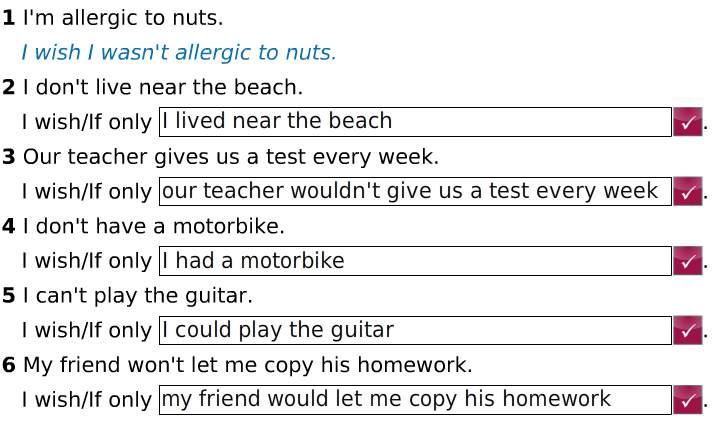 1 I'm allergic to nuts.
I wish I wasn't allergic to nuts.
2 I don't live near the beach.
I wish/If only I lived near the beach.
3 Our teacher gives us a test every week.
I wish/If only our teacher wouldn't give us a test every week.
4 I don't have a motorbike.
I wish/If only I had a motorbike.
5 I can't play the guitar.
I wish/If only I could play the guitar.
6 My friend won't let me copy his homework.
I wish/If only my friend would let me copy his homework.